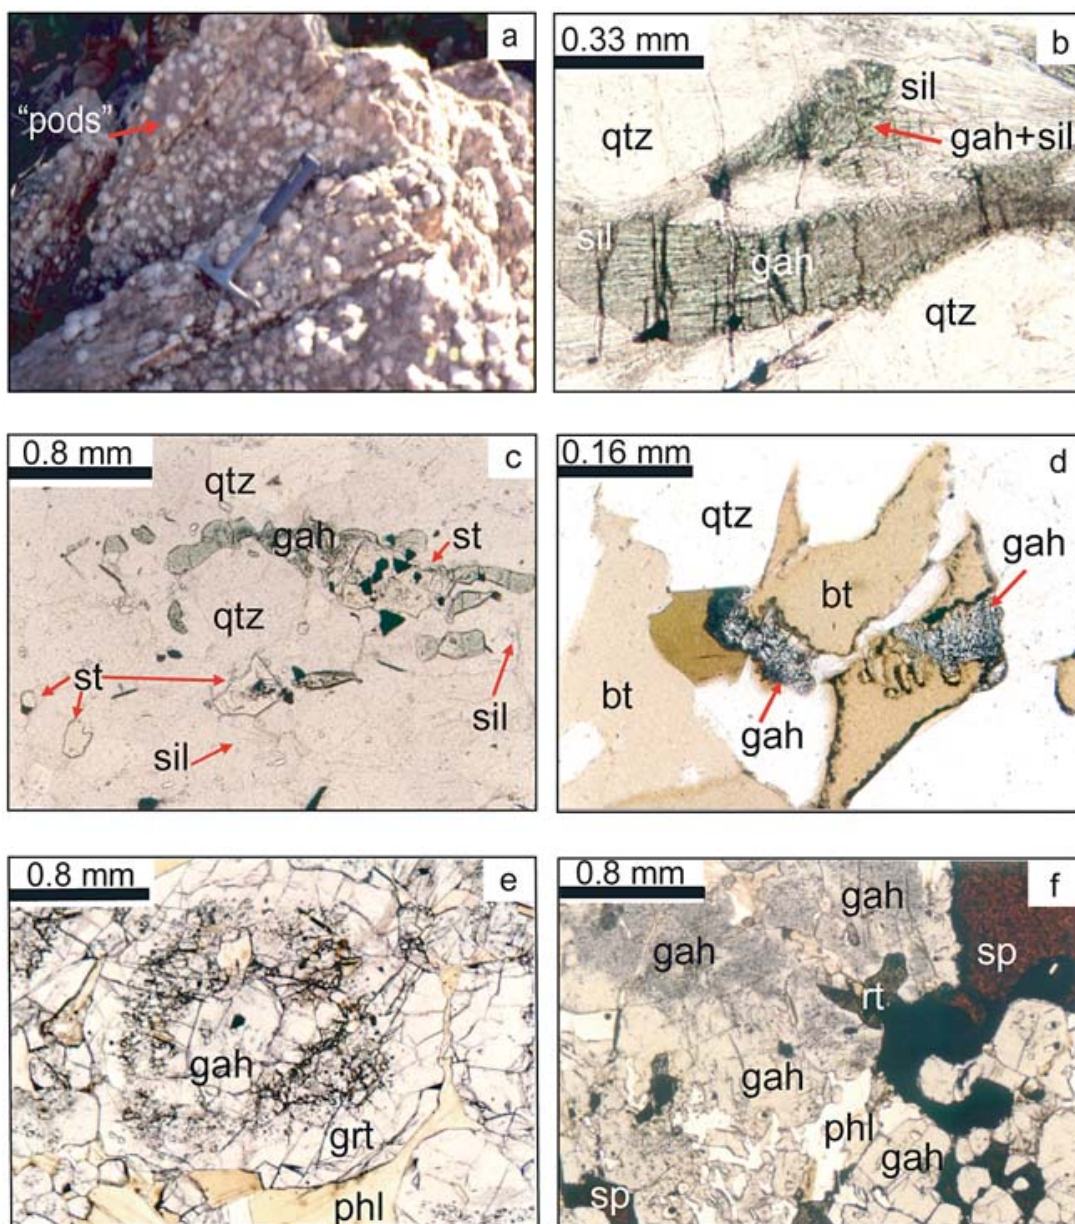 a
"pods"
0.33 mm
b
sil
qtz
gah+sil
sil
gah
qtz
0.8 mm
c
qtz
gah
st
qtz
st
sil
sil
0.16 mm
d
qtz
gah
bt
bt
gah
0.8 mm
e
gah
grt
phl
0.8 mm
f
gah
gah
sp
rt
gah
phl
gah
sp